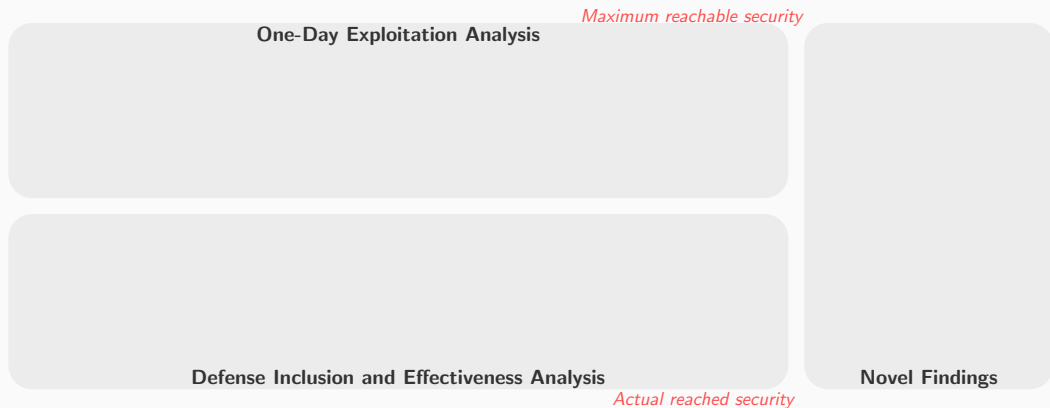 Maximum reachable security
One-Day Exploitation Analysis
Defense Inclusion and Effectiveness Analysis
Novel Findings
Actual reached security